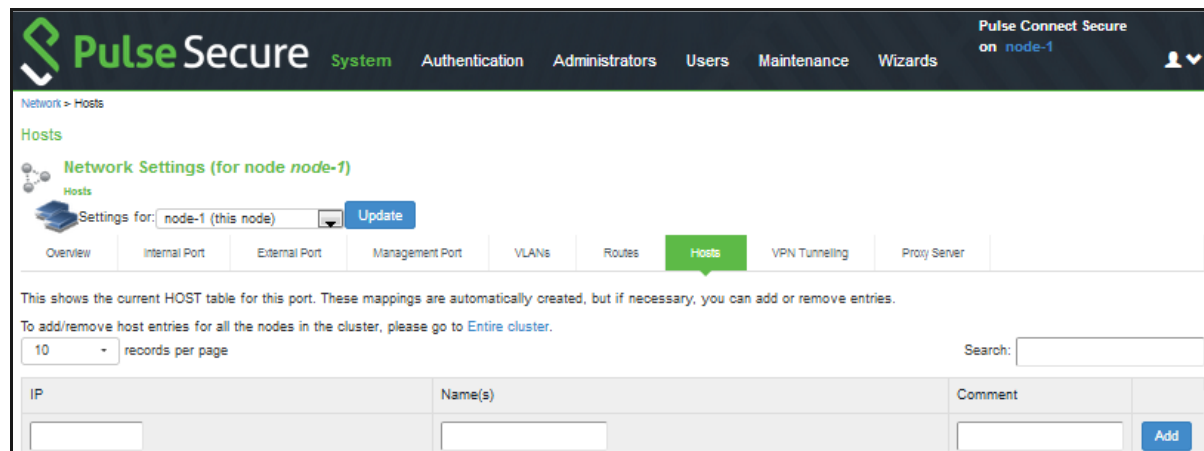 Pulse Secure
System Authentication Administrators Users Maintenance Wizards
Pulse Connect Secure
on node-1
Network > Hosts
Hosts
Network Settings (for node node-1)
Hosts
Settings for: node-1 (this node) Update
Overview Internal Port External Port Management Port VLANs Routes Hosts VPN Tunneling Proxy Server
This shows the current HOST table for this port. These mappings are automatically created, but if necessary, you can add or remove entries.
To add/remove host entries for all the nodes in the cluster, please go to Entire cluster.
10 records per page Search:
IP Name(s) Comment
Add